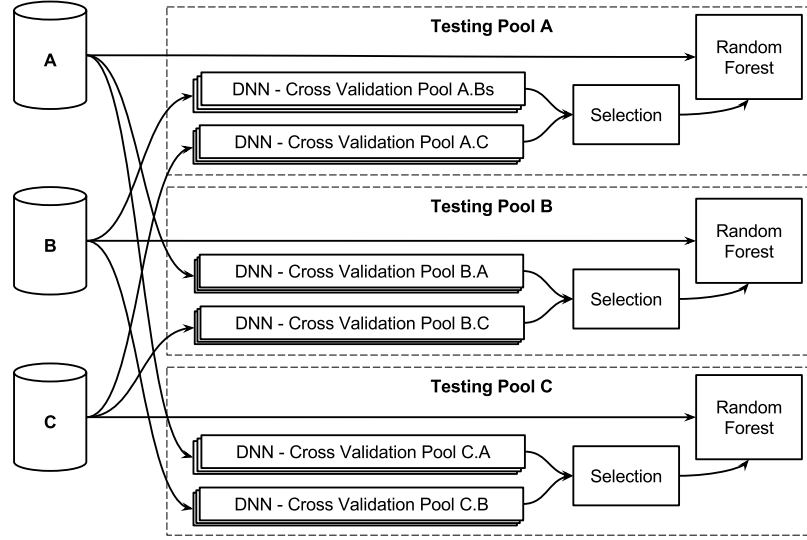 Testing Pool A
A
Random
Forest
DNN - Cross Validation Pool A.Bs
Selection
DNN - Cross Validation Pool A.C
Testing Pool B
B
Random
Forest
DNN - Cross Validation Pool B.A
Selection
DNN - Cross Validation Pool B.C
Testing Pool C
C
Random
Forest
DNN - Cross Validation Pool C.A
Selection
DNN - Cross Validation Pool C.B